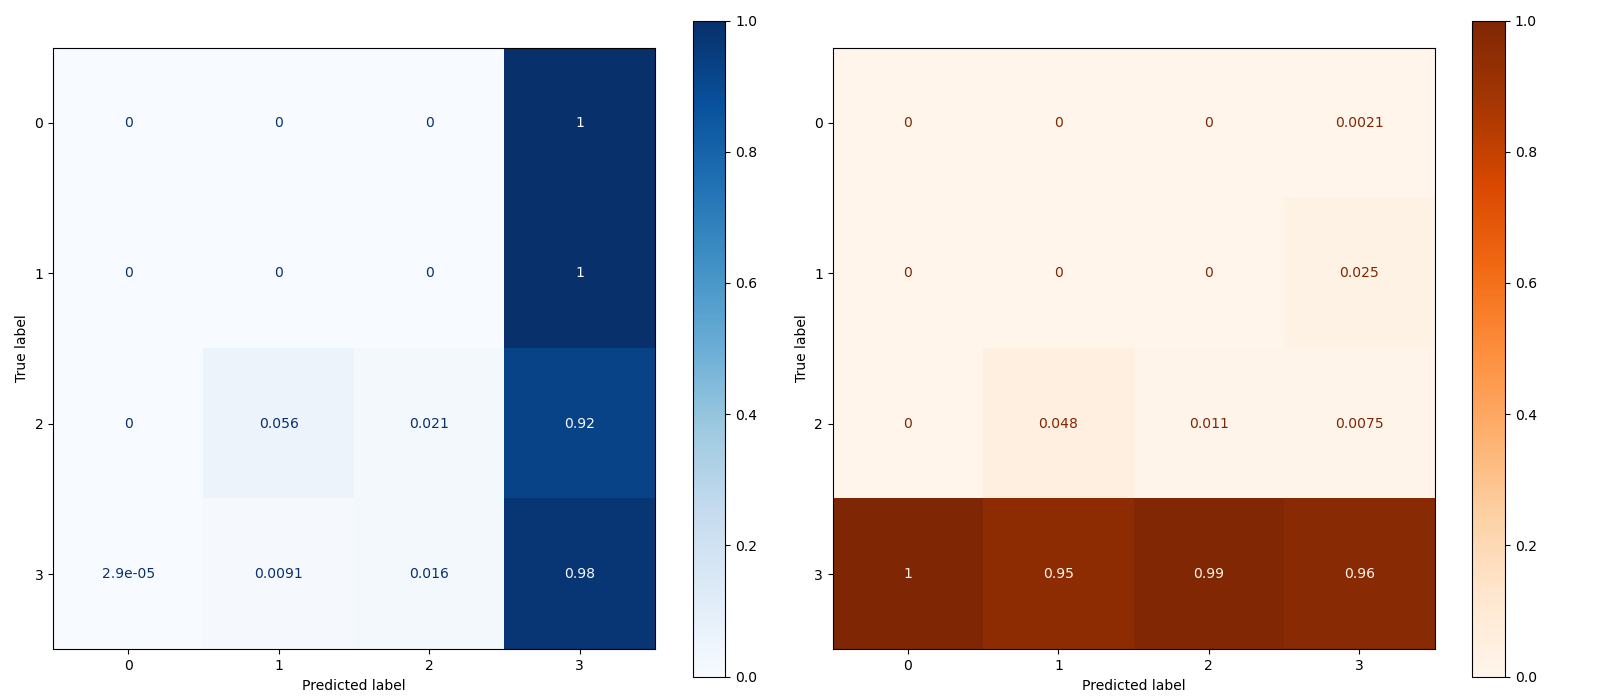 1.0
1.0
0 0 0 0 1
0 0 0 0 0.0021
0.8
0.8
1 0 0 0 1
1 0 0 0 0.025
0.6
0.6
True label
True label
0.4
0.4
2 0 0.056 0.021 0.92
2 0 0.048 0.011 0.0075
0.2
0.2
3 2.9e-05 0.0091 0.016 0.98
3 1 0.95 0.99 0.96
0.0
0.0
0 1 2 3
0 1 2 3
Predicted label
Predicted label